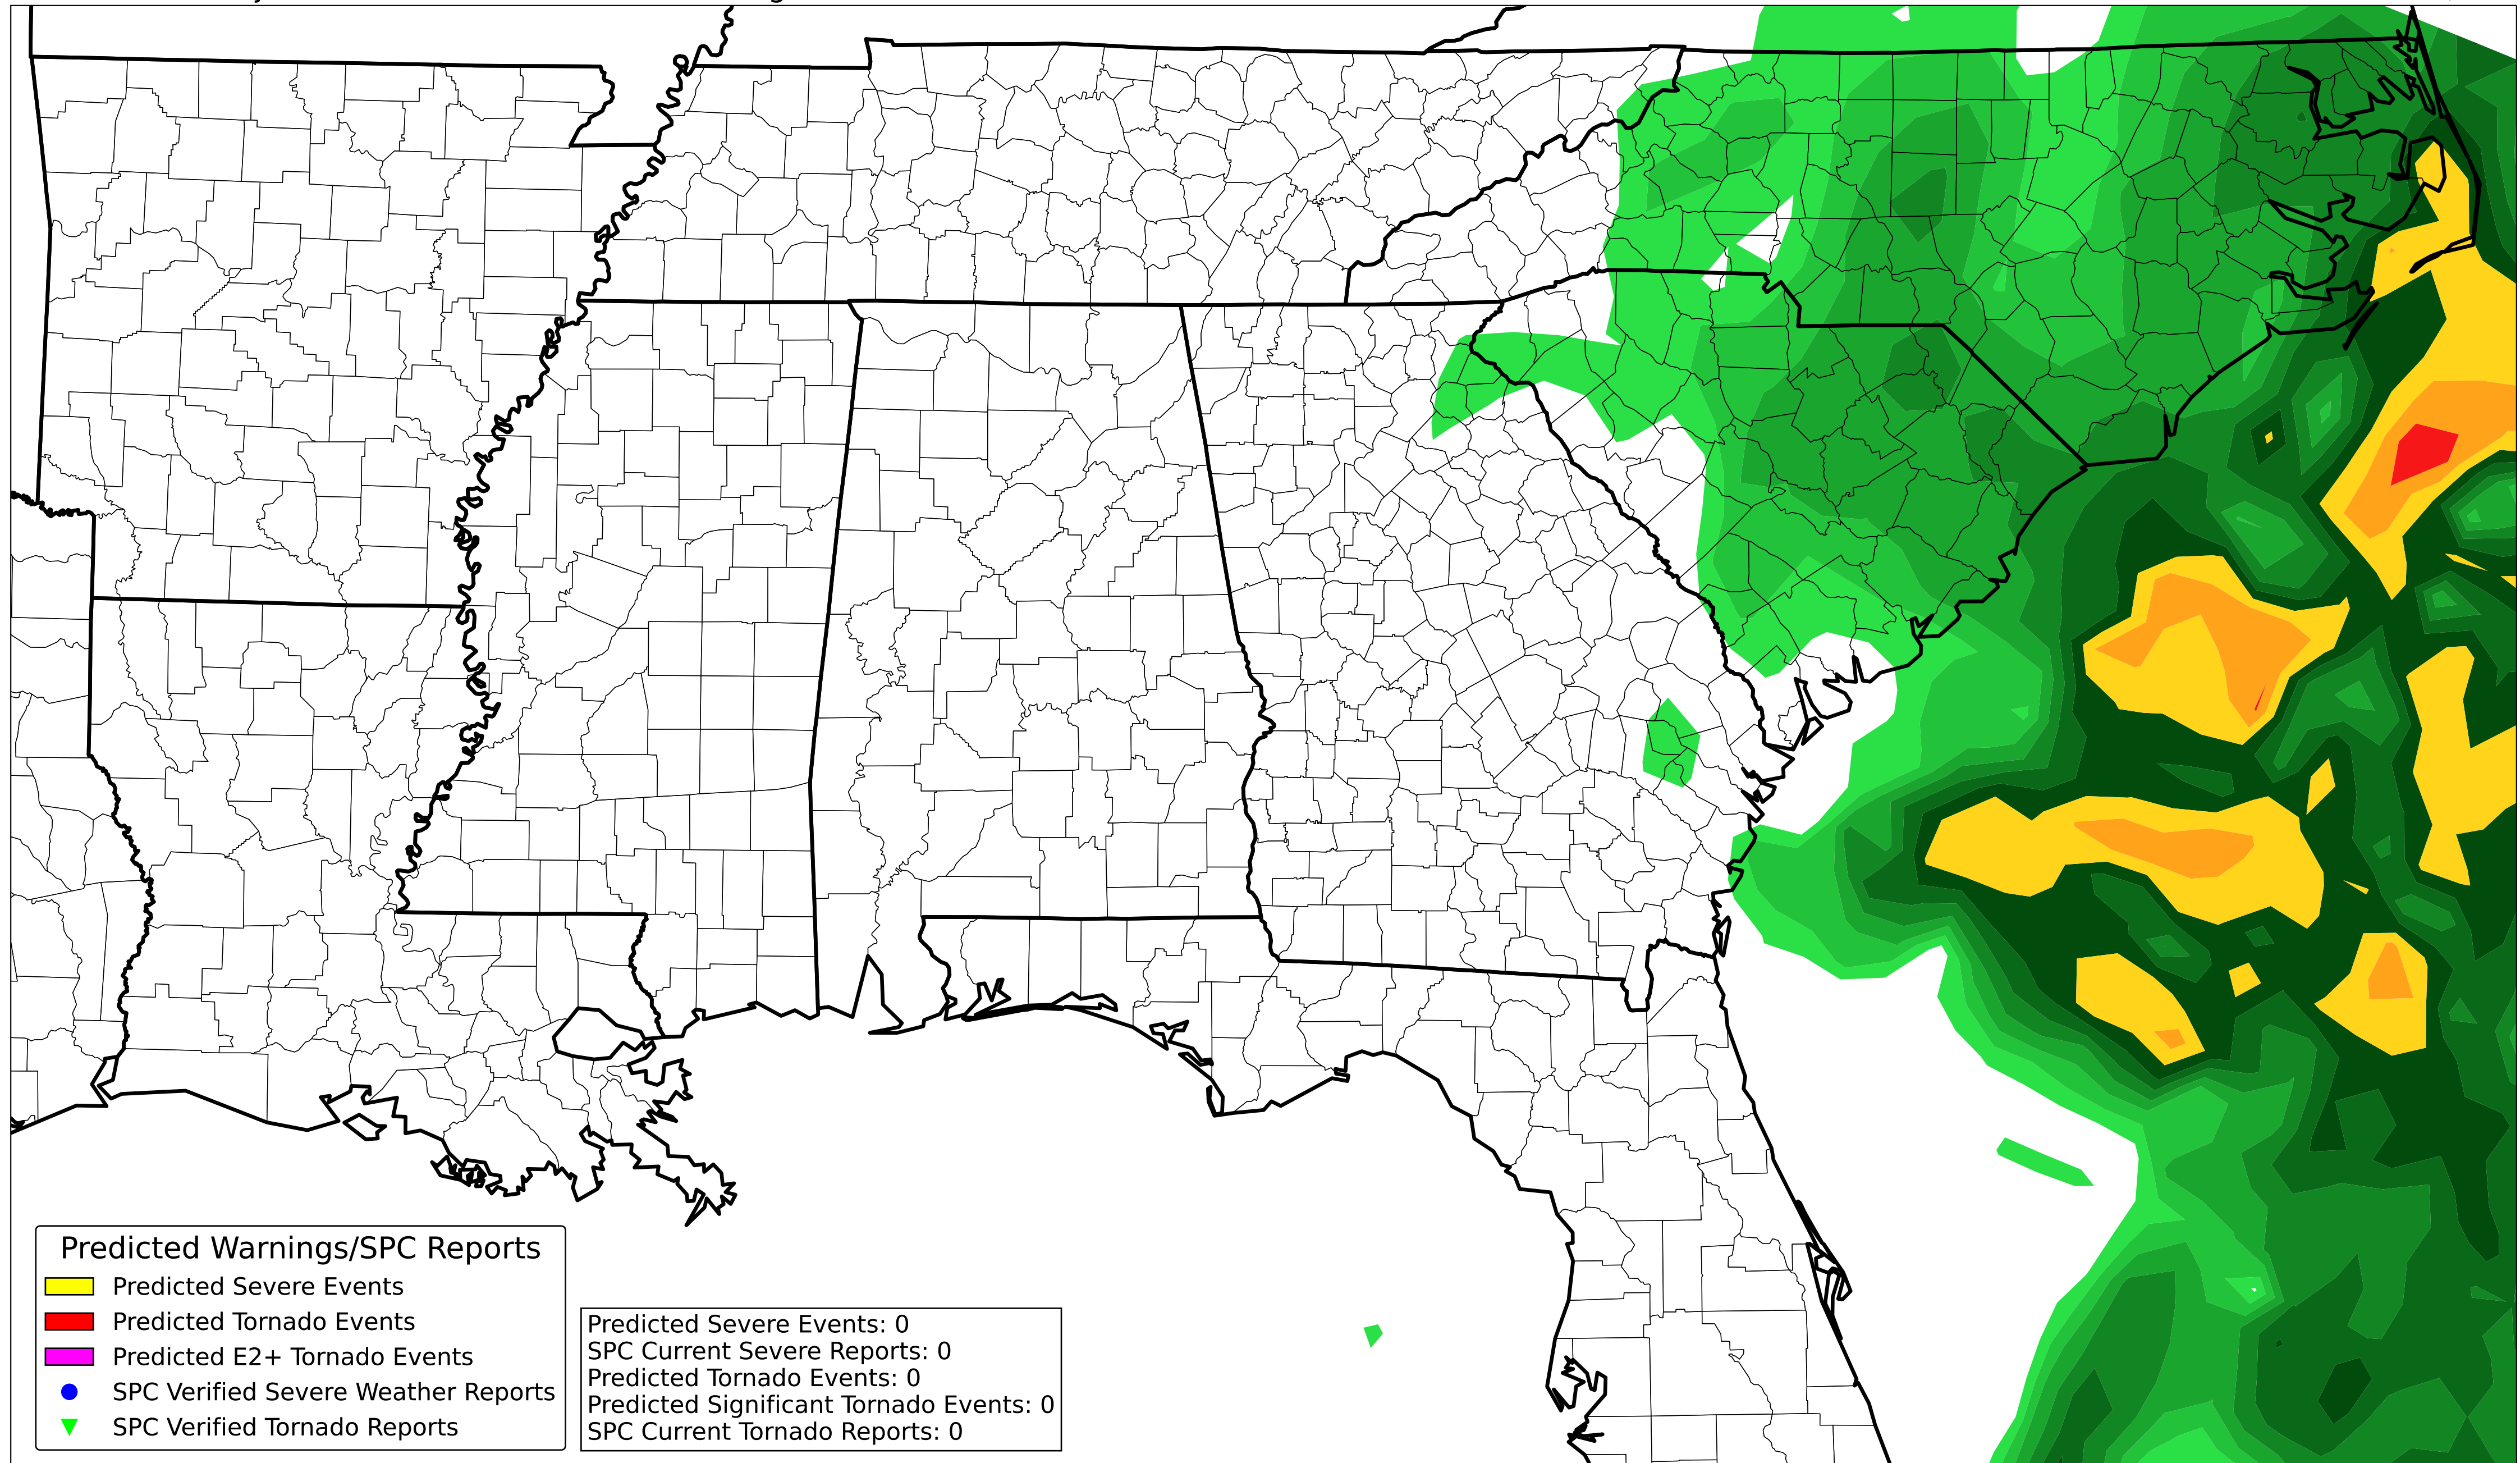 Predicted Warnings/SPC Reports
Predicted Severe Events
Predicted Tornado Events
Predicted E2+ Tornado Events
SPC Verified Severe Weather Reports
SPC Verified Tornado Reports
Predicted Severe Events: 0
SPC Current Severe Reports: 0
Predicted Tornado Events: 0
Predicted Significant Tornado Events: 0
SPC Current Tornado Reports: 0